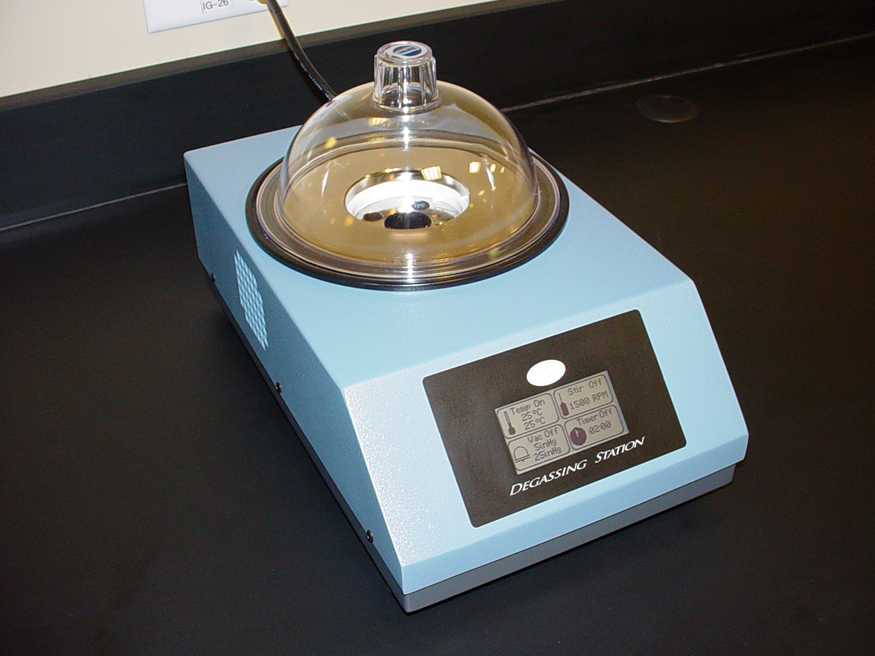 IG-26
Temp On
25°C
25°C
Stir Off
1500 RPM
Vac Off
5inHg
25inHg
Timer Off
02:00
DEGASSING STATION